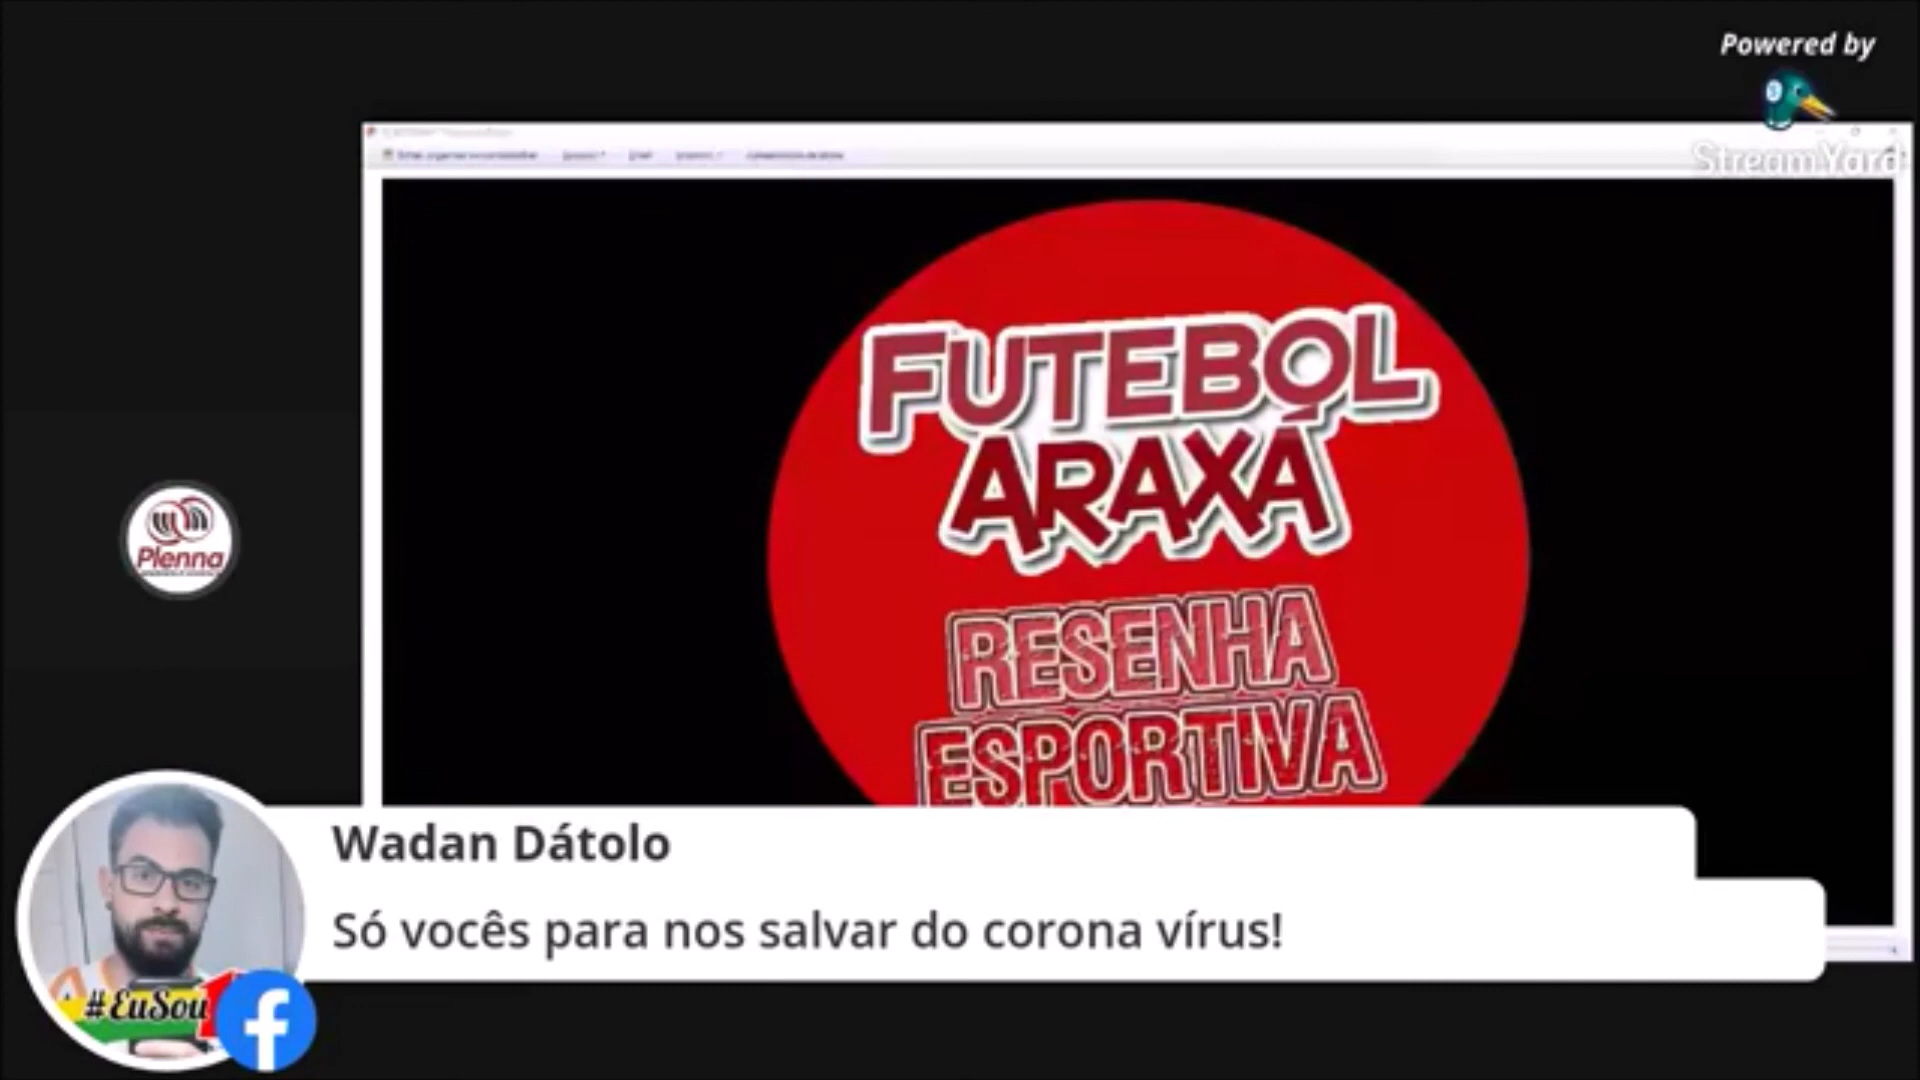 Powered by
StreamYard
FUTEBOL
ARAXÁ
RESENHA
ESPORTIVA
Plenna
Wadan Dátolo
Só vocês para nos salvar do corona vírus!
#EuSou